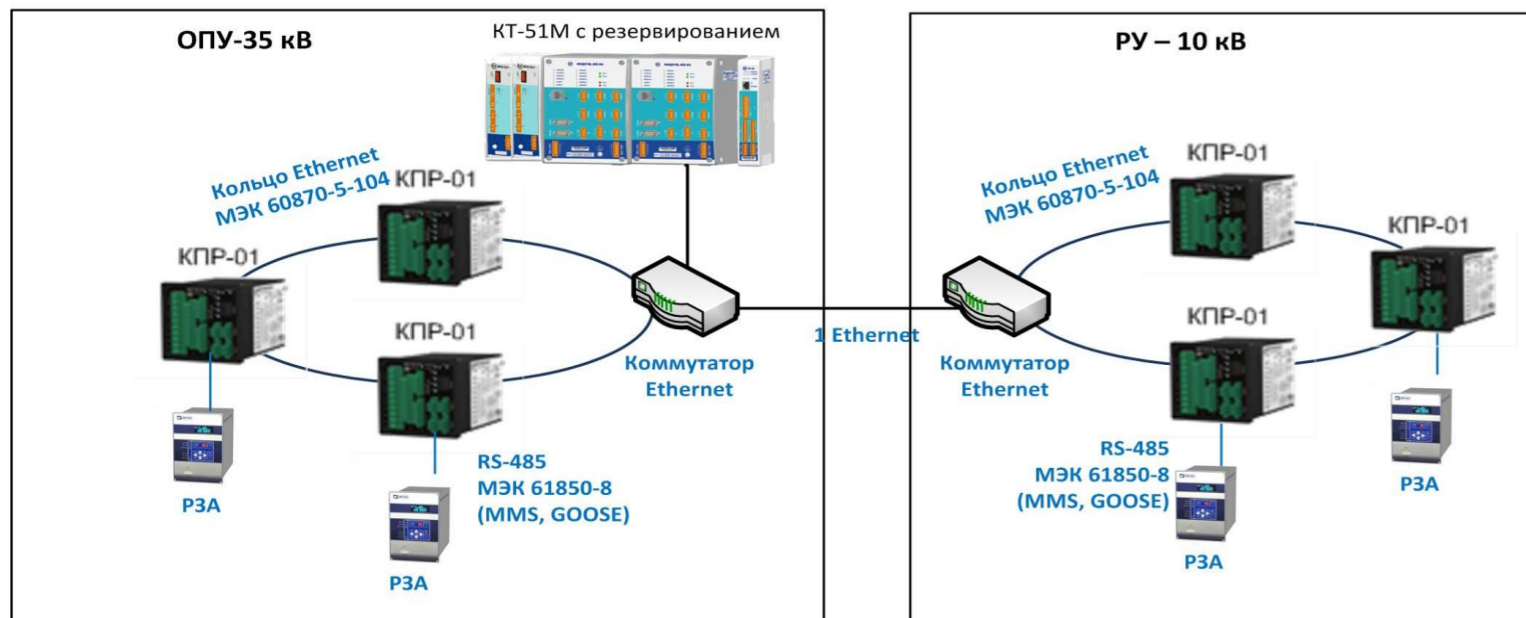 ОПУ-35 кВ
КТ-51М с резервированием
Кольцо Ethernet
МЭК 60870-5-104
КПР-01
КПР-01
КПР-01
Коммутатор
Ethernet
РЗА
RS-485
МЭК 61850-8
(MMS, GOOSE)
РЗА
1 Ethernet
РУ – 10 кВ
Кольцо Ethernet
МЭК 60870-5-104
КПР-01
КПР-01
КПР-01
Коммутатор
Ethernet
РЗА
RS-485
МЭК 61850-8
(MMS, GOOSE)
РЗА